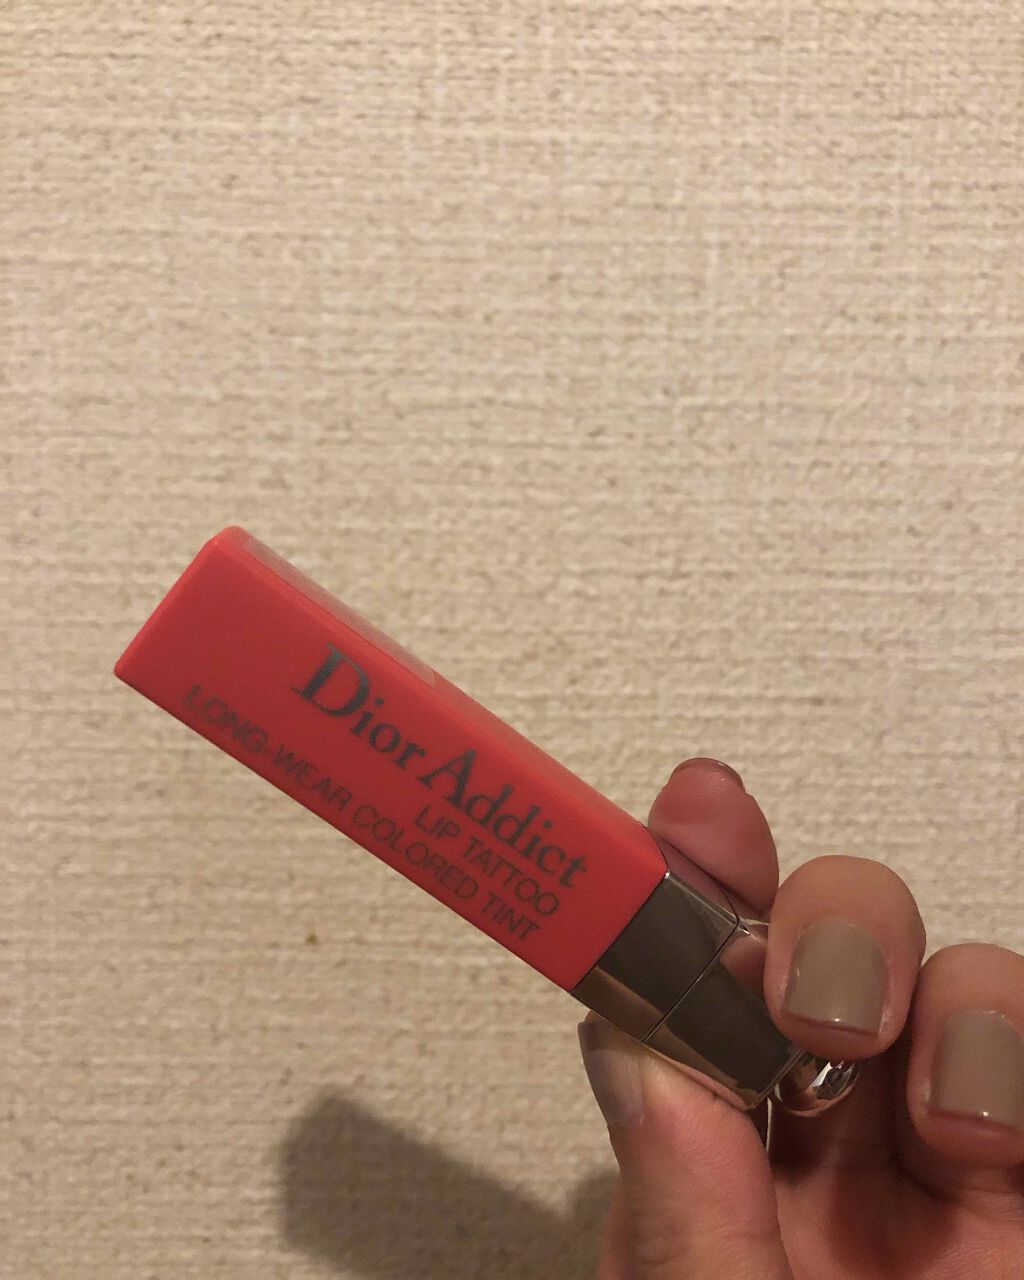 Dior Addict
LIP TATTOO
LONG-WEAR COLORED TINT